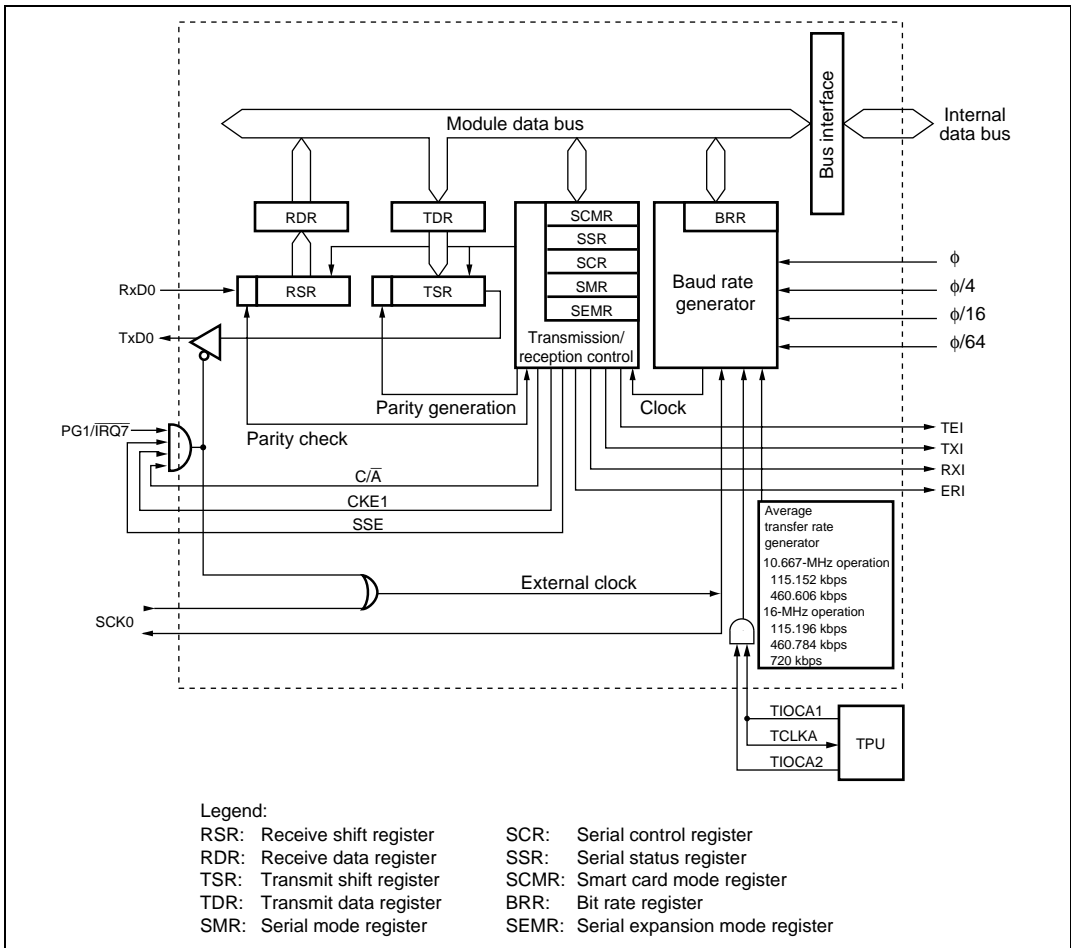 Module data bus
Bus interface
Internal
data bus
RDR
TDR
SCMR
SSR
SCR
SMR
SEMR
BRR
Baud rate
generator
ϕ
ϕ/4
ϕ/16
ϕ/64
RxD0
RSR
TSR
TxD0
Transmission/
reception control
Parity generation
Clock
Parity check
PG1/I̅R̅Q̅7̅
C/A̅
CKE1
SSE
TEI
TXI
RXI
ERI
Average
transfer rate
generator
10.667-MHz operation
115.152 kbps
460.606 kbps
16-MHz operation
115.196 kbps
460.784 kbps
720 kbps
External clock
SCK0
TIOCA1
TCLKA
TIOCA2
TPU
Legend:
RSR: Receive shift register
RDR: Receive data register
TSR: Transmit shift register
TDR: Transmit data register
SMR: Serial mode register
SCR: Serial control register
SSR: Serial status register
SCMR: Smart card mode register
BRR: Bit rate register
SEMR: Serial expansion mode register